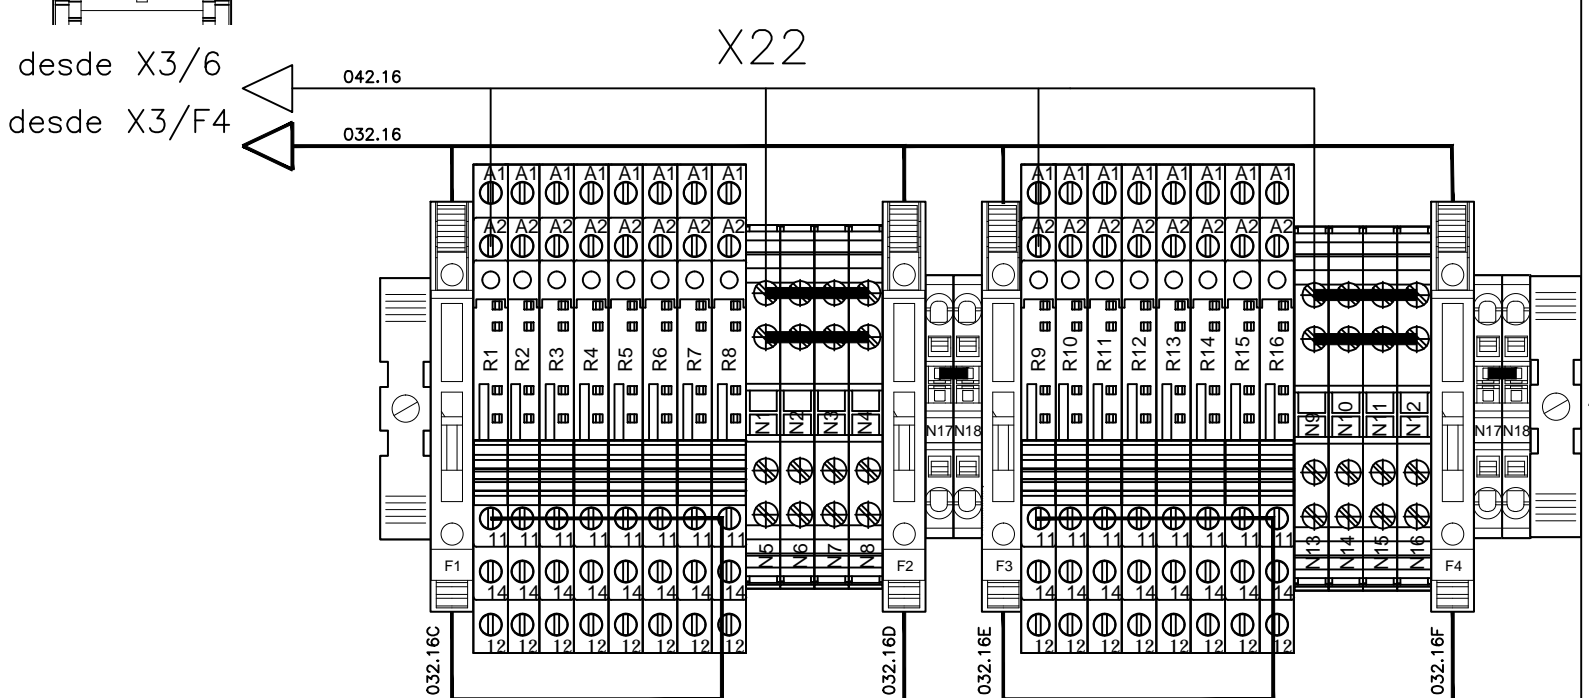 X22
desde X3/6
042.16
desde X3/F4
032.16
A1 A1 A1 A1 A1 A1 A1 A1
A1 A1 A1 A1 A1 A1 A1 A1
A2 A2 A2 A2 A2 A2 A2 A2
A2 A2 A2 A2 A2 A2 A2 A2
R1 R2 R3 R4 R5 R6 R7 R8
R9 R10 R11 R12 R13 R14 R15 R16
N1 N2 N3 N4
N17 N18
N9 N10 N11 N12
N17 N18
11 11 11 11 11 11 11 11
11 11 11 11 11 11 11 11
N5 N6 N7 N8
N13 N14 N15 N16
F1
F2
F3
F4
14 14 14 14 14 14 14 14
14 14 14 14 14 14 14 14
12 12 12 12 12 12 12 12
12 12 12 12 12 12 12 12
032.16C
032.16D
032.16E
032.16F